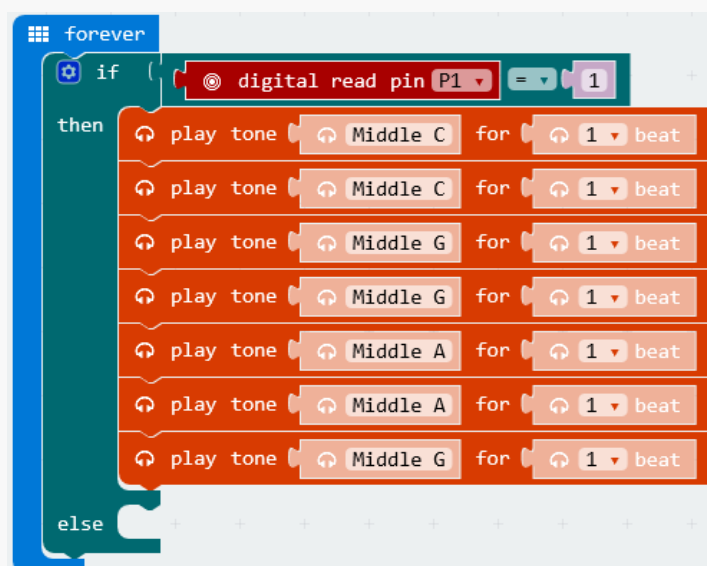 forever
if digital read pin P1 = 1
then play tone Middle C for 1 beat
play tone Middle C for 1 beat
play tone Middle G for 1 beat
play tone Middle G for 1 beat
play tone Middle A for 1 beat
play tone Middle A for 1 beat
play tone Middle G for 1 beat
else